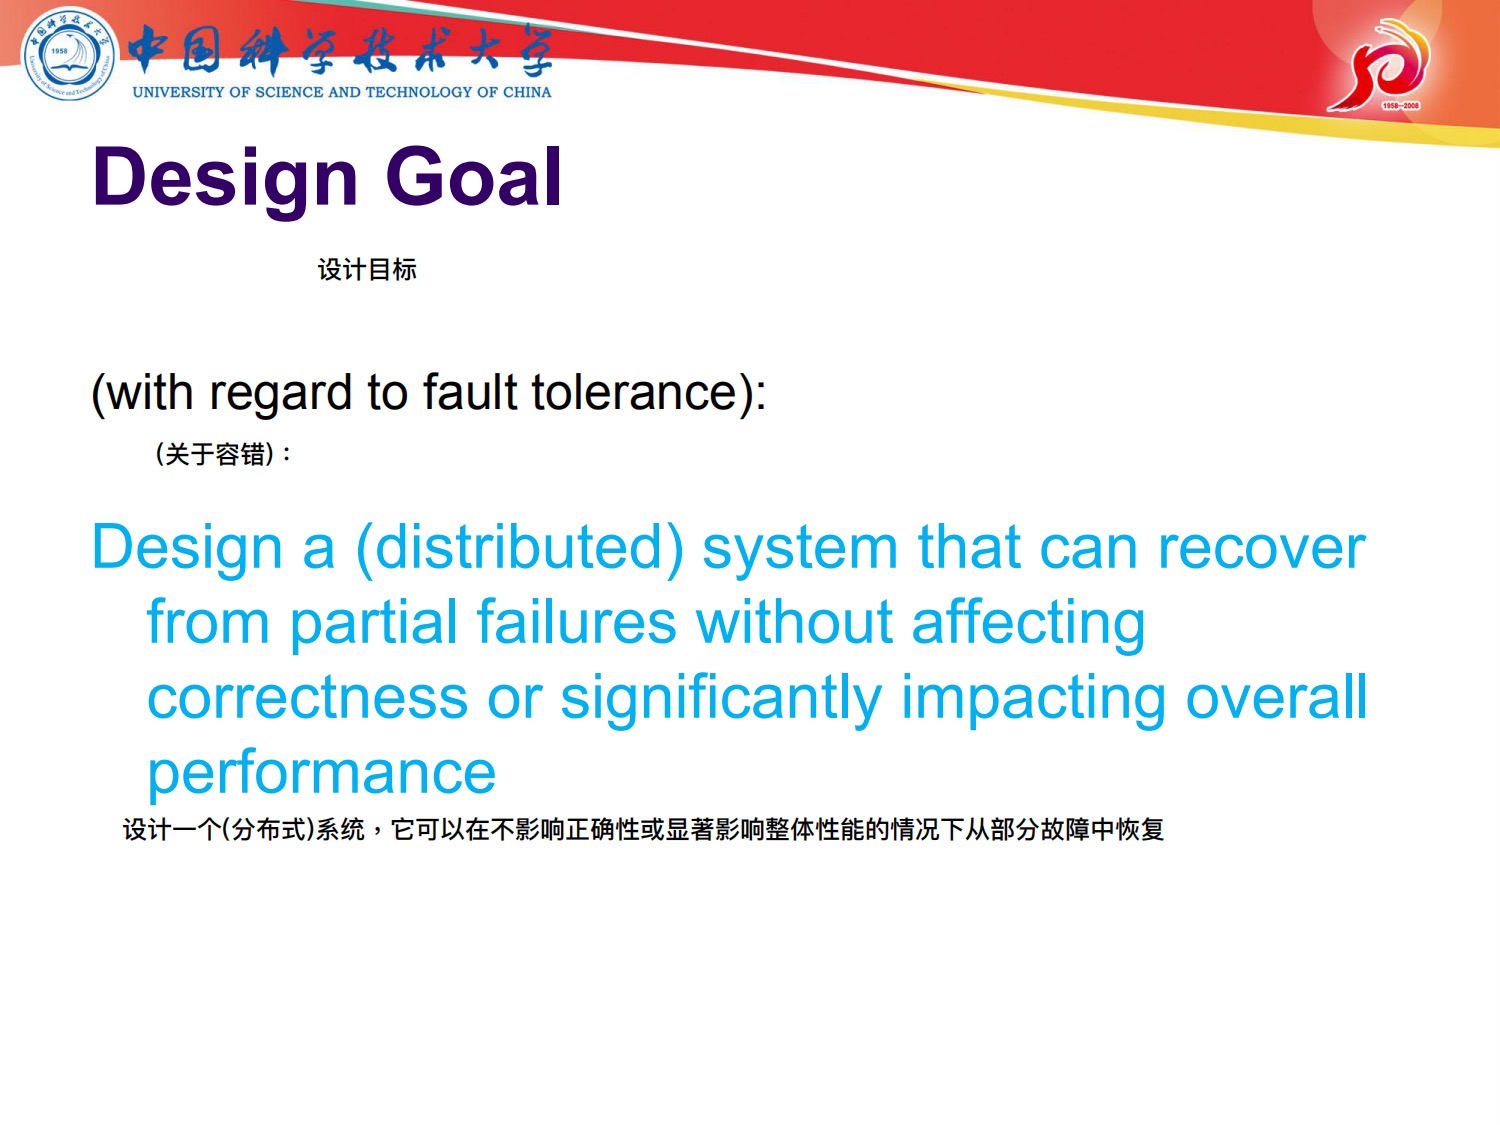 中国科学技术大学
1958
UNIVERSITY OF SCIENCE AND TECHNOLOGY OF CHINA
1958-2008
Design Goal
设计目标
(with regard to fault tolerance):
(关于容错)：
Design a (distributed) system that can recover
from partial failures without affecting
correctness or significantly impacting overall
performance
设计一个(分布式)系统，它可以在不影响正确性或显著影响整体性能的情况下从部分故障中恢复